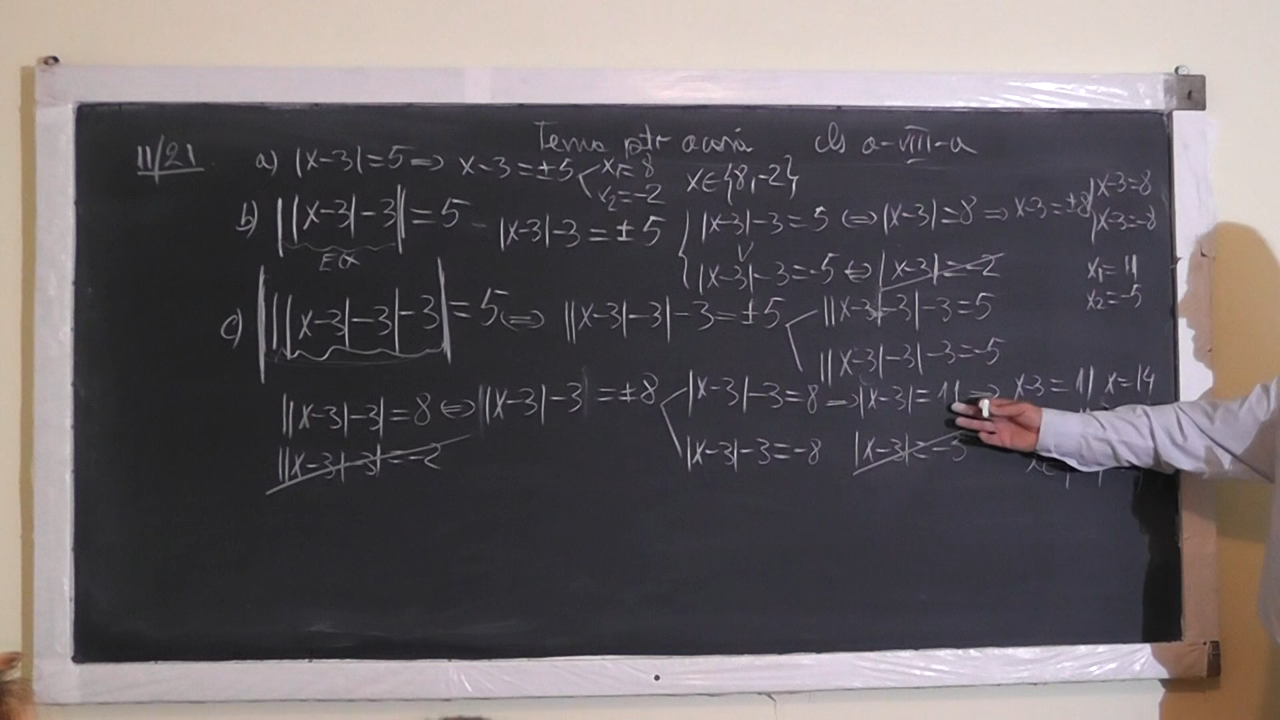 Tema ptr acasă cls a-VIII-a
11/21 a) |x-3|=5 ⇒ x-3=±5 x₁=8 x∈{8,-2}
x₂=-2
b) ||x-3|-3|=5 |x-3|-3=±5 |x-3|-3=5 ⇔ |x-3|=8 ⇒ x-3=±8 x-3=8
x-3=-8
|x-3|-3=-5 ⇔ |x-3|=-2 x₁=11
x₂=-5
c) |||x-3|-3|-3|=5 ⇔ ||x-3|-3|-3=±5 ||x-3|-3|-3=5
||x-3|-3|-3=-5
||x-3|-3|=8 ⇔ ||x-3|-3|=±8 |x-3|-3=8 ⇒ |x-3|=11 ⇒ x-3=11 x=14
||x-3|-3|=-2 |x-3|-3=-8 |x-3|=-5